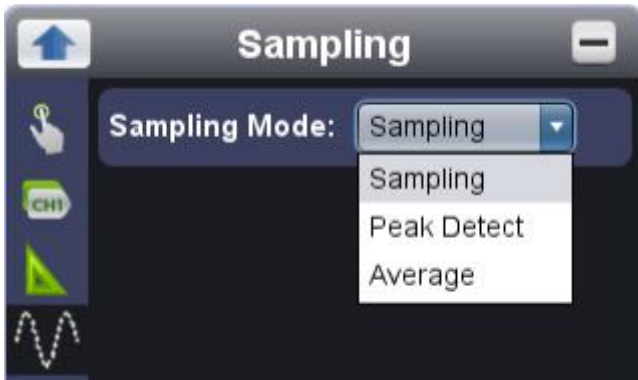 Sampling
Sampling Mode: Sampling
Sampling
Peak Detect
CH1
Average